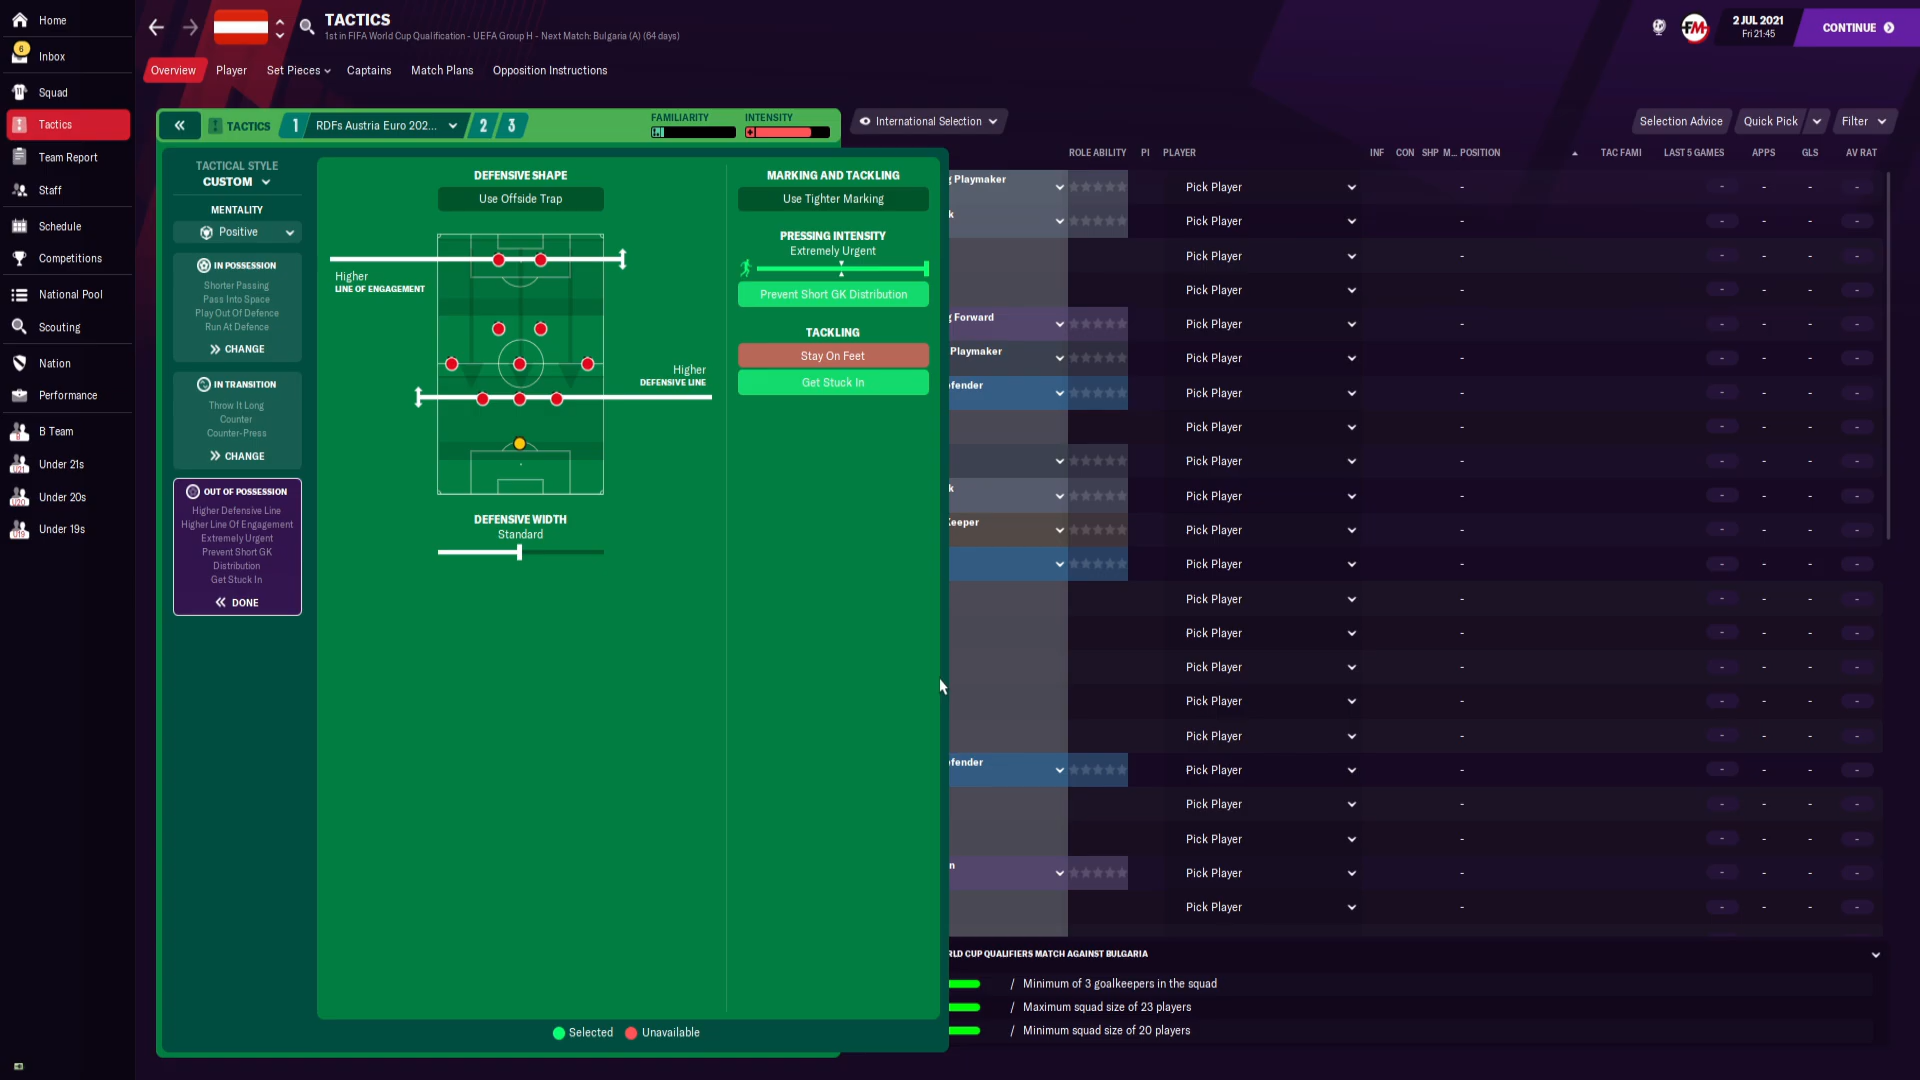 Home
6
Inbox
Squad
Tactics
Team Report
Staff
Schedule
Competitions
National Pool
Scouting
Nation
Performance
B Team
Under 21s
Under 20s
Under 19s
TACTICS
1st in FIFA World Cup Qualification - UEFA Group H - Next Match: Bulgaria (A) (64 days)
FM
2 JUL 2021
Fri 21:45
CONTINUE
Overview
Player
Set Pieces
Captains
Match Plans
Opposition Instructions
TACTICS
1
RDFs Austria Euro 202...
2
3
FAMILIARITY
INTENSITY
International Selection
Selection Advice
Quick Pick
Filter
TACTICAL STYLE
CUSTOM
MENTALITY
Positive
IN POSSESSION
Shorter Passing
Pass Into Space
Play Out Of Defence
Run At Defence
CHANGE
IN TRANSITION
Throw It Long
Counter
Counter-Press
CHANGE
OUT OF POSSESSION
Higher Defensive Line
Higher Line Of Engagement
Extremely Urgent
Prevent Short GK
Distribution
Get Stuck In
DONE
DEFENSIVE SHAPE
Use Offside Trap
Higher
LINE OF ENGAGEMENT
Higher
DEFENSIVE LINE
DEFENSIVE WIDTH
Standard
MARKING AND TACKLING
Use Tighter Marking
PRESSING INTENSITY
Extremely Urgent
Prevent Short GK Distribution
TACKLING
Stay On Feet
Get Stuck In
Selected
Unavailable
ROLE ABILITY PI PLAYER INF CON SHP M... POSITION TAC FAMI LAST 5 GAMES APPS GLS AV RAT
g Playmaker Pick Player - - - - -
k Pick Player - - - - -
Pick Player - - - - -
Pick Player - - - - -
g Forward Pick Player - - - - -
Playmaker Pick Player - - - - -
efender Pick Player - - - - -
Pick Player - - - - -
Pick Player - - - - -
k Pick Player - - - - -
Keeper Pick Player - - - - -
Pick Player - - - - -
Pick Player - - - - -
Pick Player - - - - -
Pick Player - - - - -
Pick Player - - - - -
Pick Player - - - - -
efender Pick Player - - - - -
Pick Player - - - - -
Pick Player - - - - -
n Pick Player - - - - -
Pick Player - - - - -
RLD CUP QUALIFIERS MATCH AGAINST BULGARIA
/ Minimum of 3 goalkeepers in the squad
/ Maximum squad size of 23 players
/ Minimum squad size of 20 players